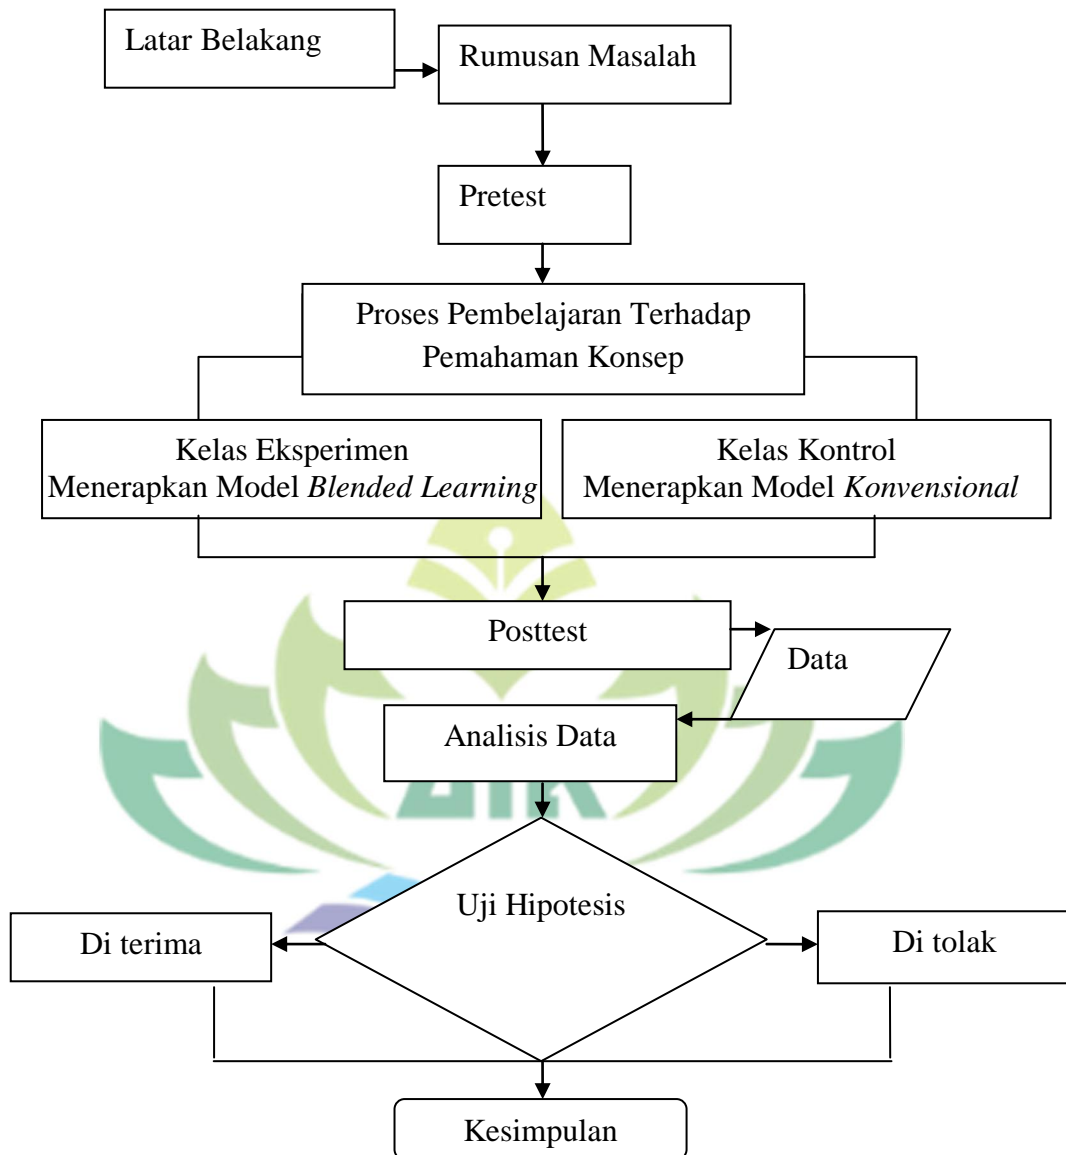 Latar Belakang
Rumusan Masalah
Pretest
Proses Pembelajaran Terhadap
Pemahaman Konsep
Kelas Eksperimen
Menerapkan Model Blended Learning
Kelas Kontrol
Menerapkan Model Konvensional
Posttest
Data
Analisis Data
Uji Hipotesis
Di terima
Di tolak
Kesimpulan